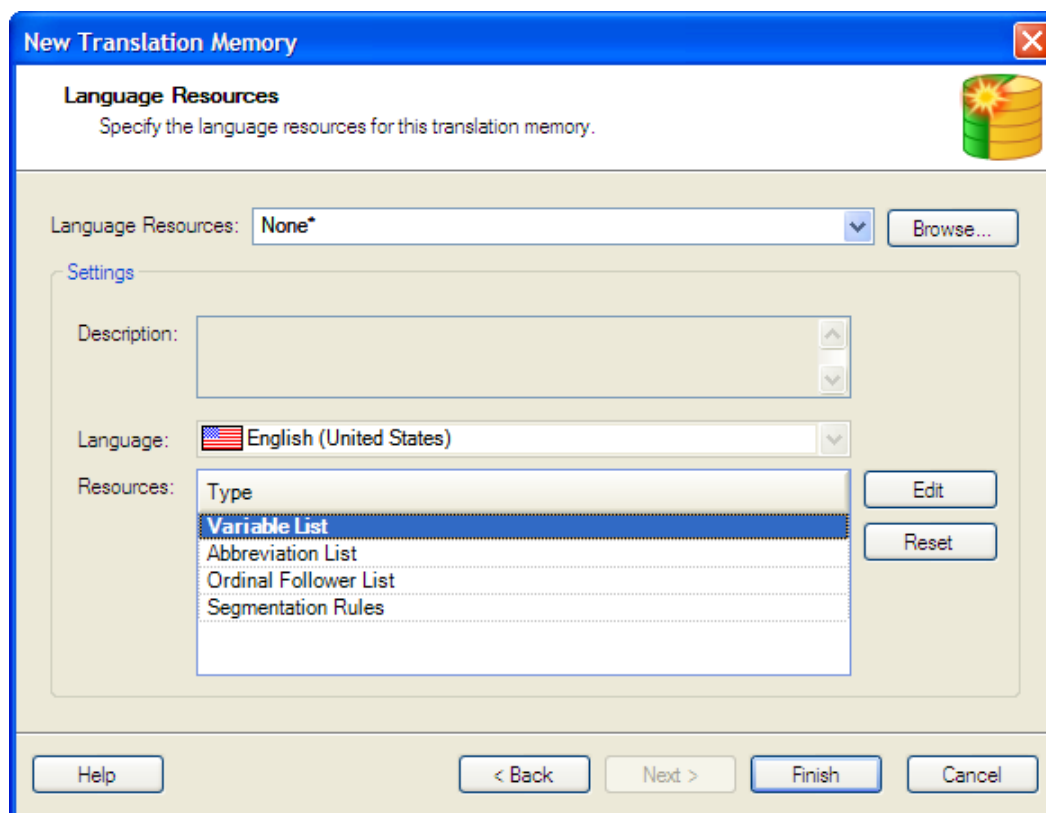 New Translation Memory
Language Resources
Specify the language resources for this translation memory.
Language Resources: None* Browse...
Settings
Description:
Language: English (United States)
Resources: Type Edit
Variable List
Reset
Abbreviation List
Ordinal Follower List
Segmentation Rules
Help < Back Next > Finish Cancel